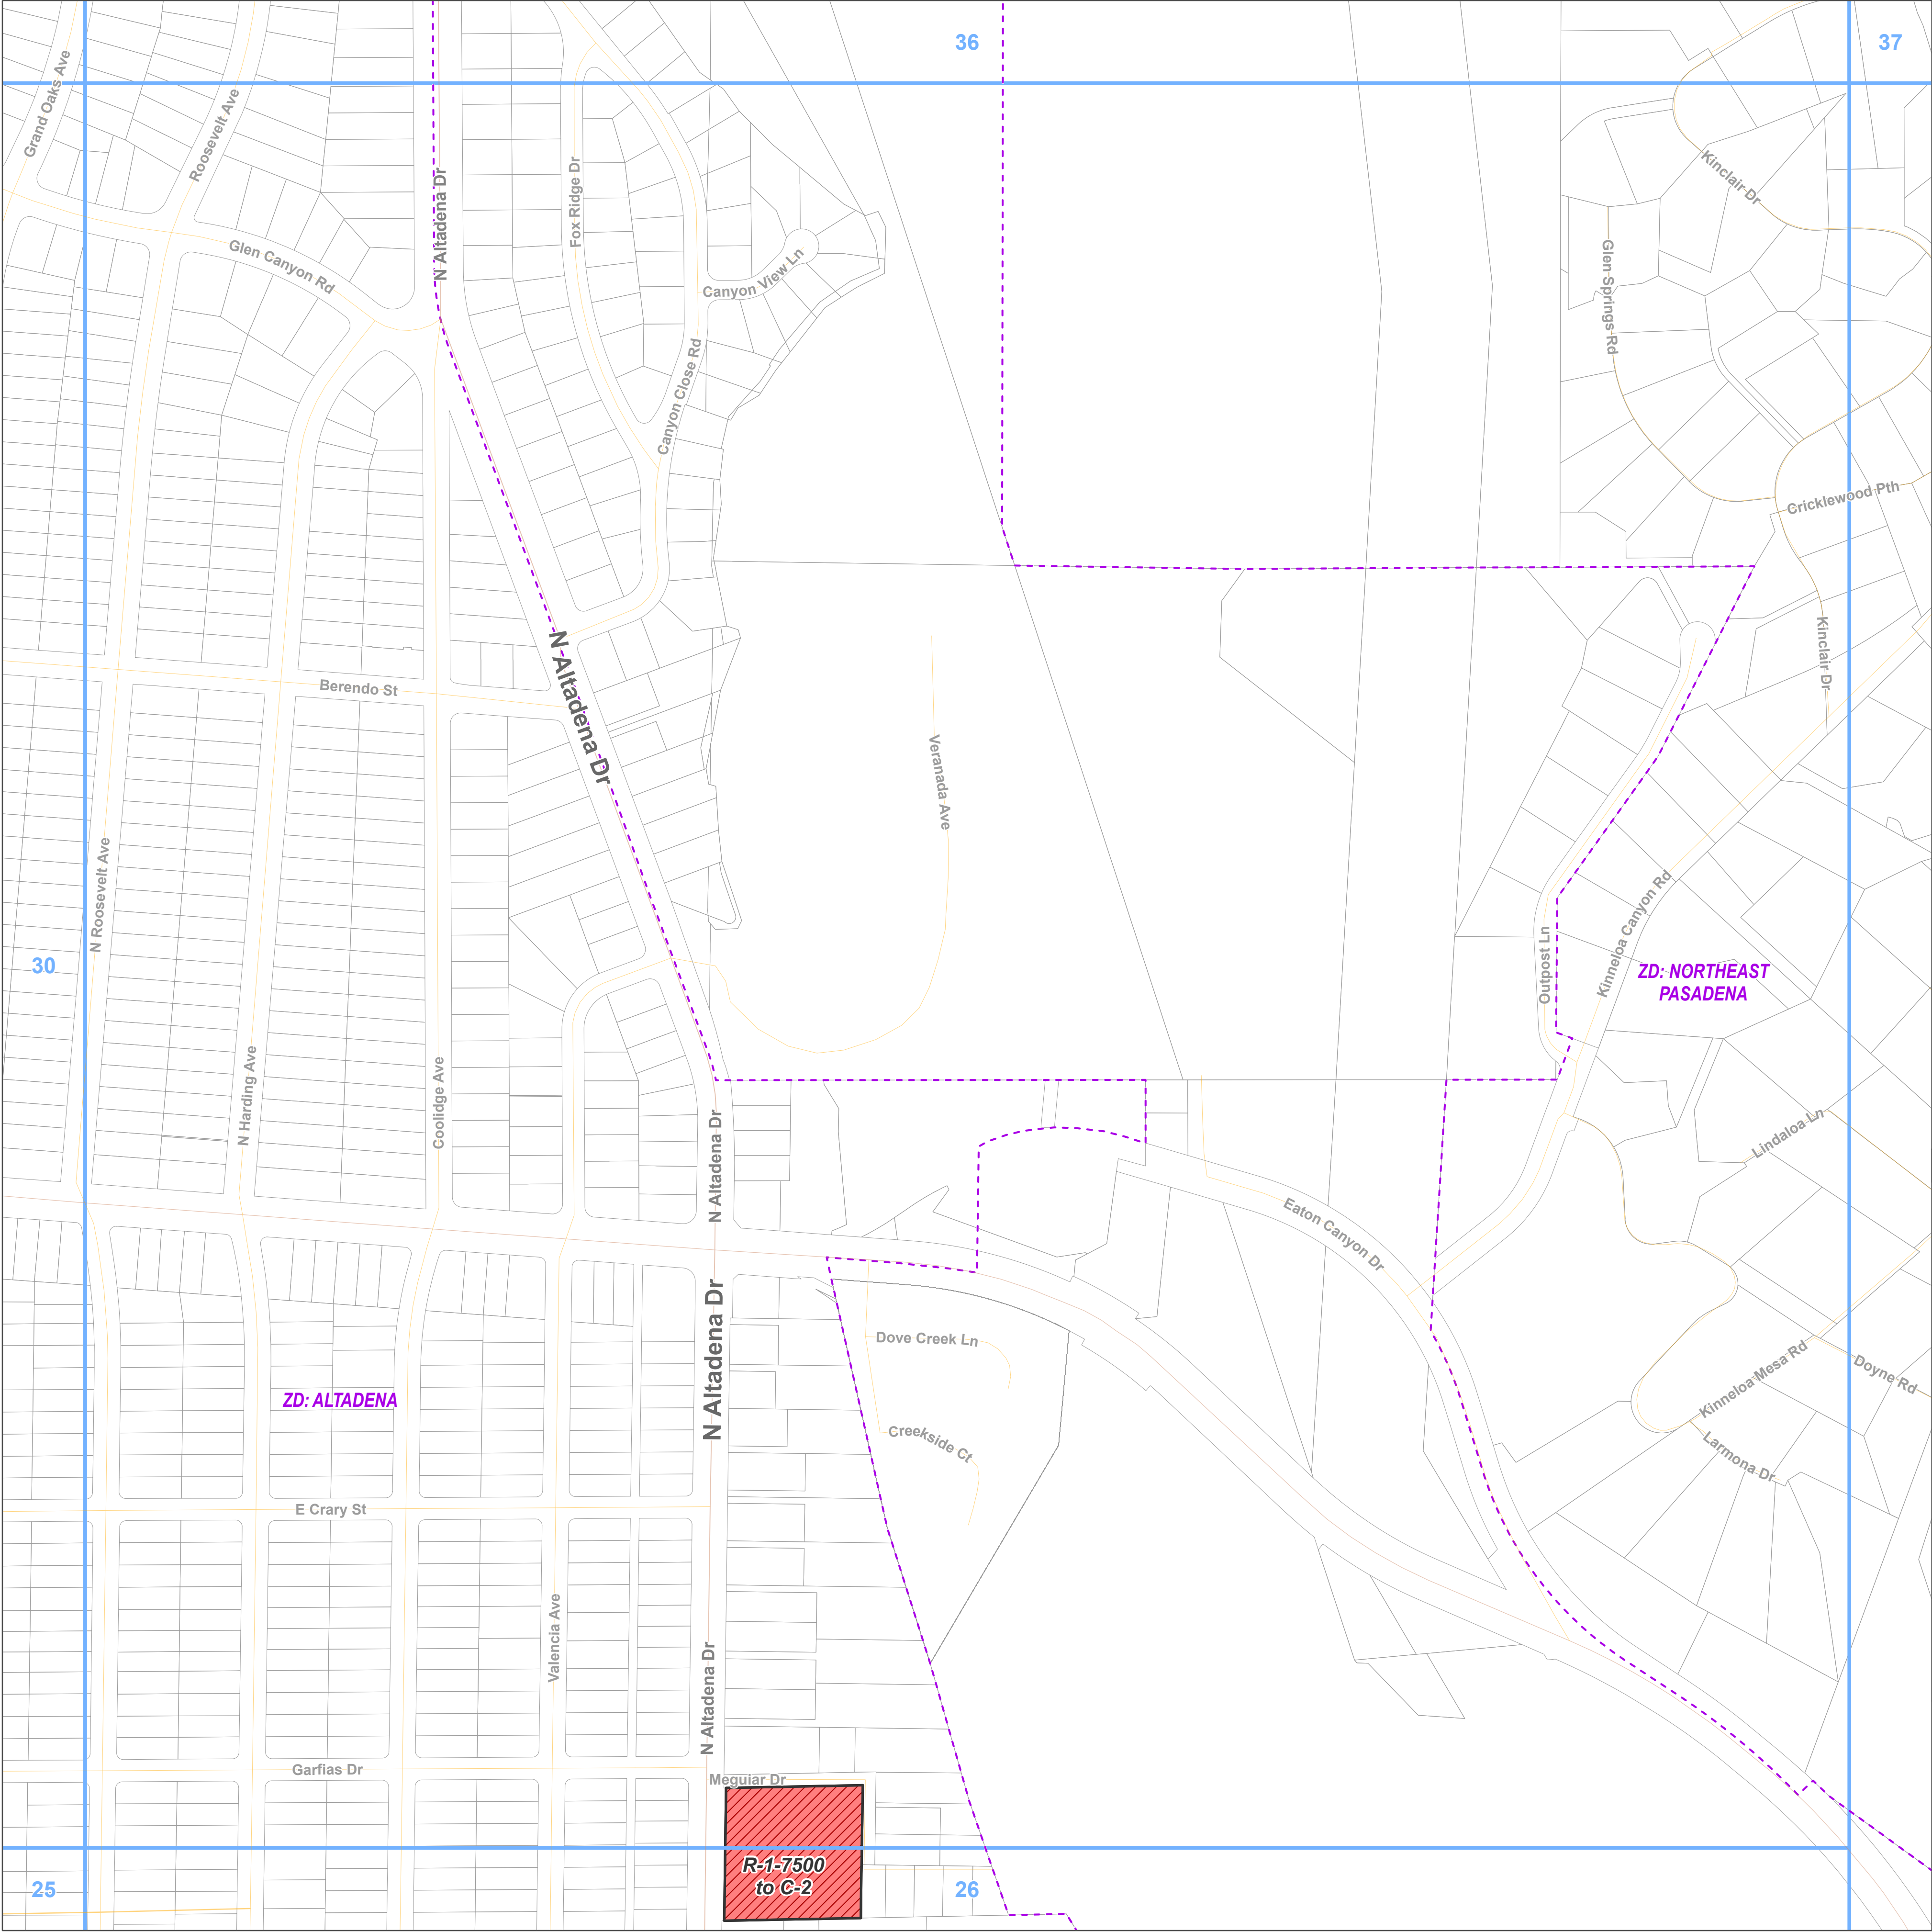 36
37
Grand Oaks Ave
Roosevelt Ave
N Altadena Dr
Fox Ridge Dr
Kinclair Dr
Glen Canyon Rd
Canyon View Ln
Glen Springs Rd
Canyon Close Rd
Cricklewood Pth
Berendo St
N Altadena Dr
Kinclair Dr
Veranada Ave
N Roosevelt Ave
Kinneloa Canyon Rd
30
Outpost Ln
ZD: NORTHEAST
PASADENA
N Harding Ave
Coolidge Ave
N Altadena Dr
Lindaloa Ln
Eaton Canyon Dr
N Altadena Dr
Dove Creek Ln
Kinneloa Mesa Rd
Doyne Rd
ZD: ALTADENA
Creekside Ct
Larmona Dr
E Crary St
Valencia Ave
N Altadena Dr
Garfias Dr
Meguiar Dr
R-1-7500
to C-2
25
26